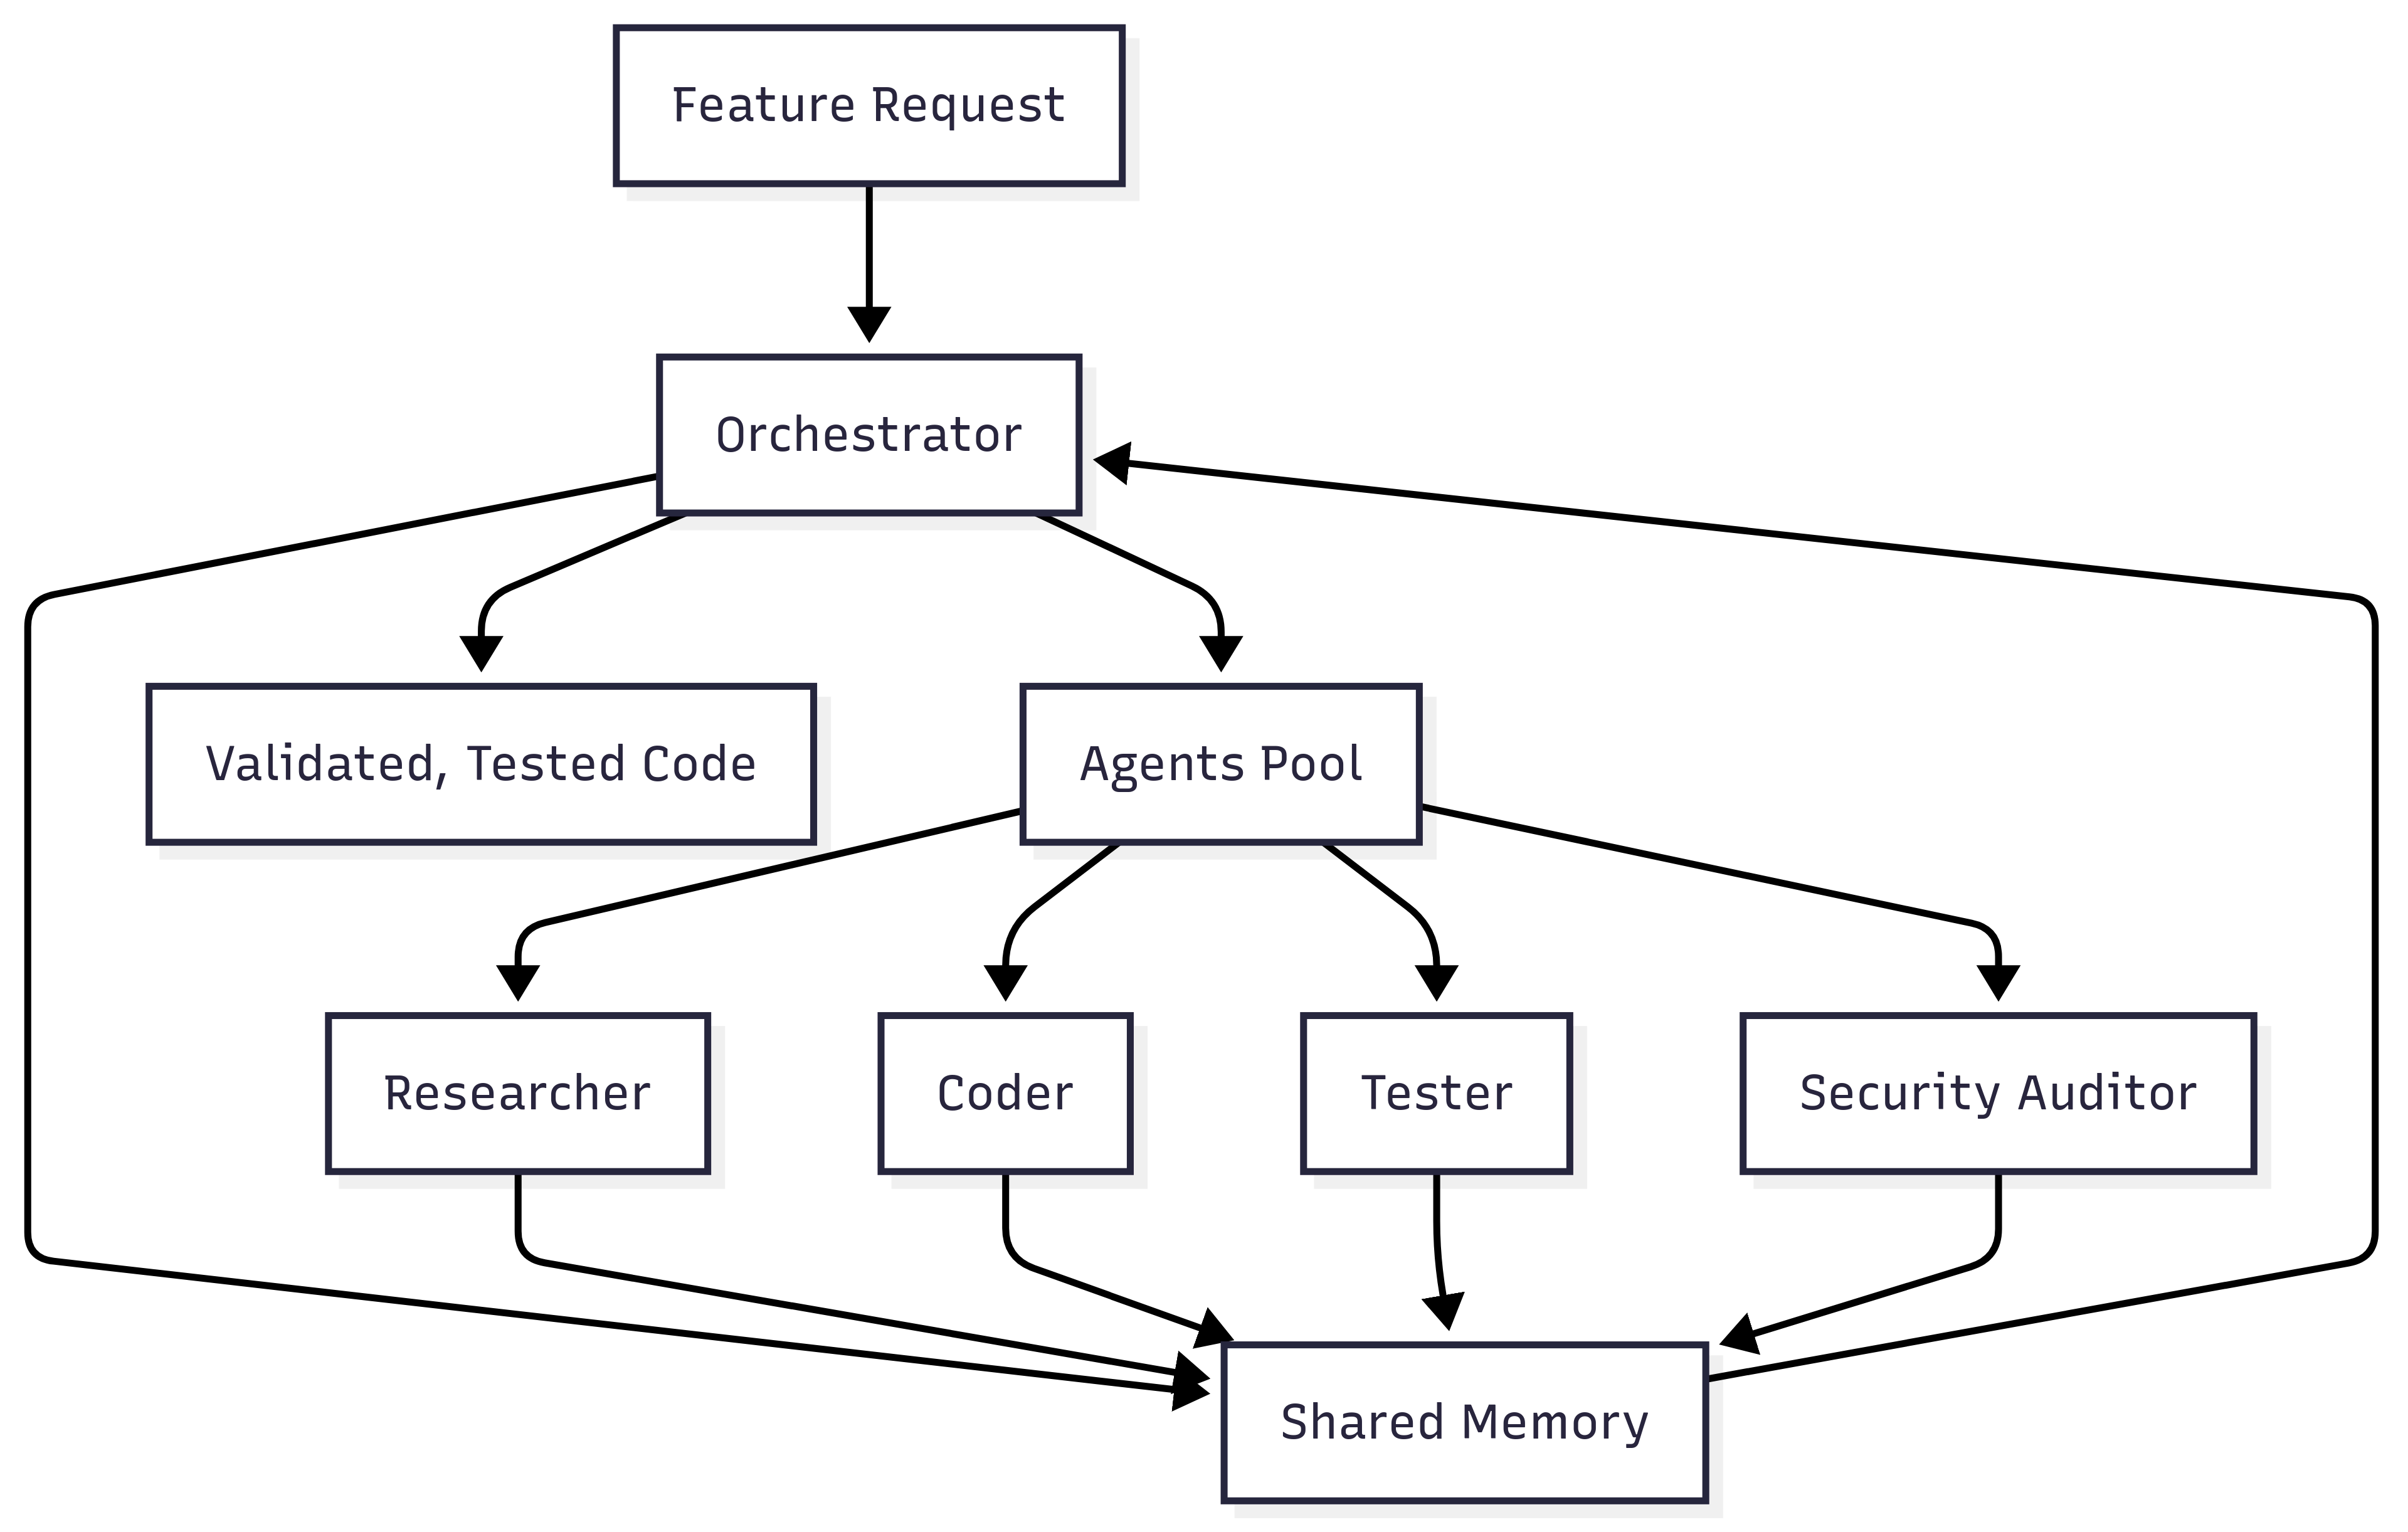 Feature Request
Orchestrator
Validated, Tested Code
Agents Pool
Researcher
Coder
Tester
Security Auditor
Shared Memory